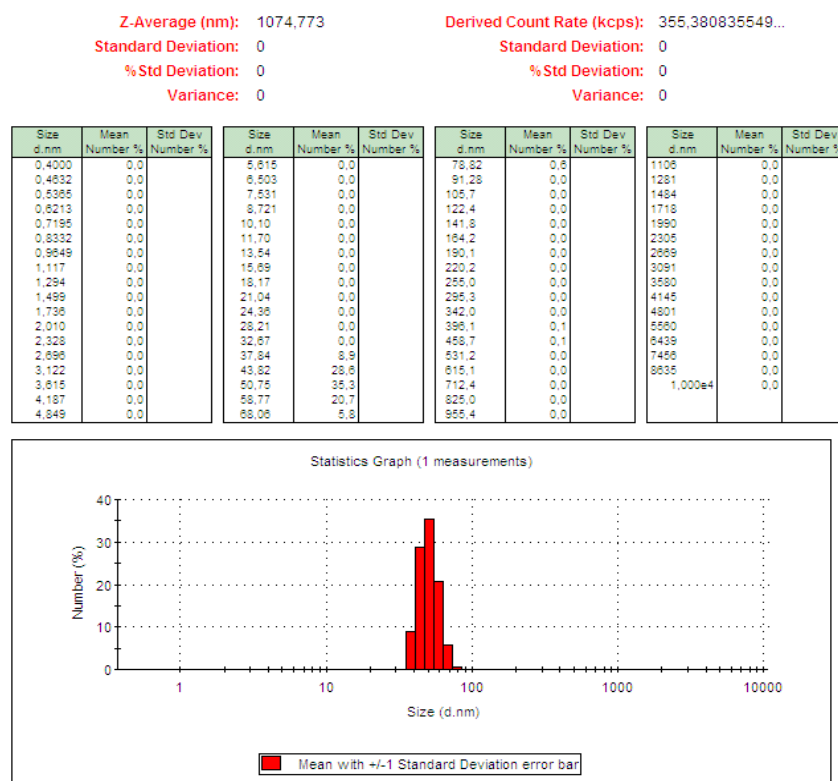 Z-Average (nm): 1074,773 Derived Count Rate (kcps): 355,380835549...
Standard Deviation: 0 Standard Deviation: 0
%Std Deviation: 0 %Std Deviation: 0
Variance: 0 Variance: 0
Size Mean Std Dev Size Mean Std Dev Size Mean Std Dev Size Mean Std Dev
d.nm Number % Number % d.nm Number % Number % d.nm Number % Number % d.nm Number % Number %
0,4000 0,0 5,615 0,0 78,82 0,6 1106 0,0
0,4632 0,0 6,503 0,0 91,28 0,0 1281 0,0
0,5365 0,0 7,531 0,0 105,7 0,0 1484 0,0
0,6213 0,0 8,721 0,0 122,4 0,0 1718 0,0
0,7195 0,0 10,10 0,0 141,8 0,0 1990 0,0
0,8332 0,0 11,70 0,0 164,2 0,0 2305 0,0
0,9649 0,0 13,54 0,0 190,1 0,0 2669 0,0
1,117 0,0 15,69 0,0 220,2 0,0 3091 0,0
1,294 0,0 18,17 0,0 255,0 0,0 3580 0,0
1,499 0,0 21,04 0,0 295,3 0,0 4145 0,0
1,736 0,0 24,36 0,0 342,0 0,0 4801 0,0
2,010 0,0 28,21 0,0 396,1 0,1 5560 0,0
2,328 0,0 32,67 0,0 458,7 0,1 6439 0,0
2,696 0,0 37,84 8,9 531,2 0,0 7456 0,0
3,122 0,0 43,82 28,6 615,1 0,0 8635 0,0
3,615 0,0 50,75 35,3 712,4 0,0 1,000e4 0,0
4,187 0,0 58,77 20,7 825,0 0,0
4,849 0,0 68,06 5,8 955,4 0,0
Statistics Graph (1 measurements)
40
30
20
10
0
Number (%)
1 10 100 1000 10000
Size (d.nm)
Mean with +/-1 Standard Deviation error bar